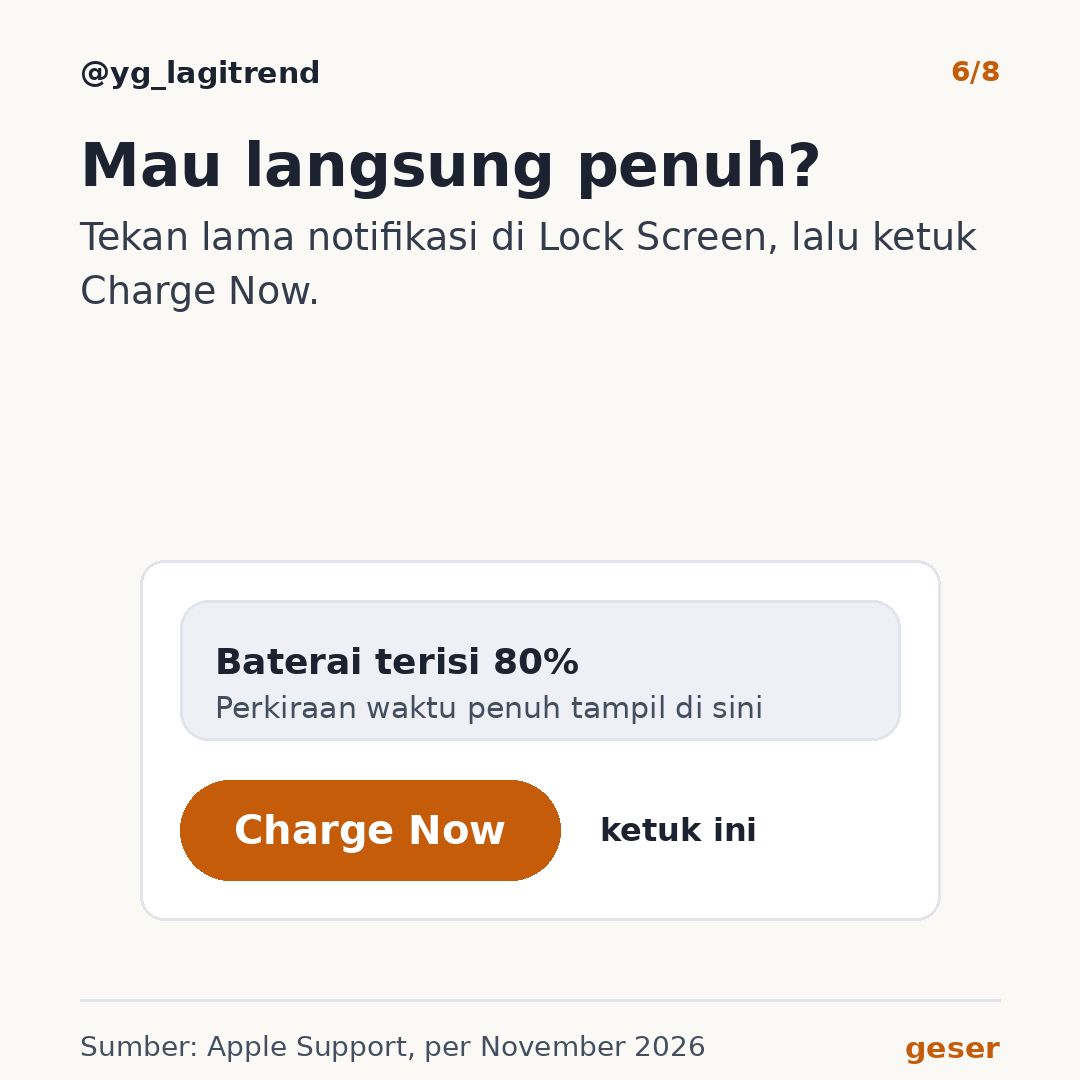 @yg_lagitrend
6/8
Mau langsung penuh?
Tekan lama notifikasi di Lock Screen, lalu ketuk
Charge Now.
Baterai terisi 80%
Perkiraan waktu penuh tampil di sini
Charge Now
ketuk ini
Sumber: Apple Support, per November 2026
geser